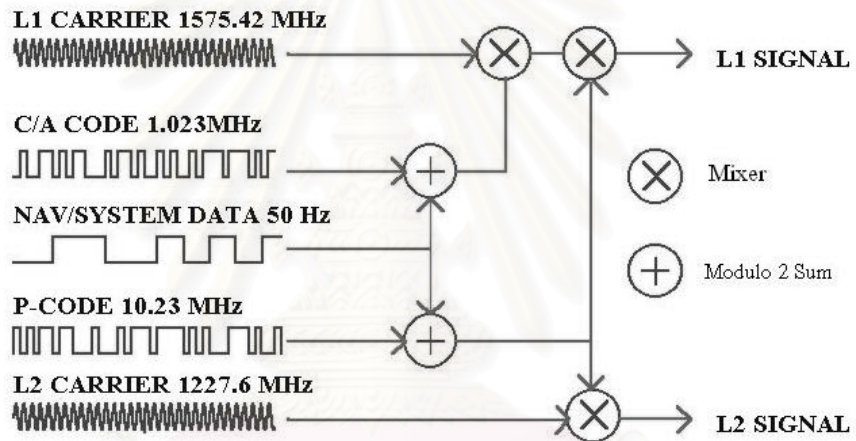 L1 CARRIER 1575.42 MHz
L1 SIGNAL
C/A CODE 1.023MHz
Mixer
NAV/SYSTEM DATA 50 Hz
Modulo 2 Sum
P-CODE 10.23 MHz
L2 CARRIER 1227.6 MHz
L2 SIGNAL